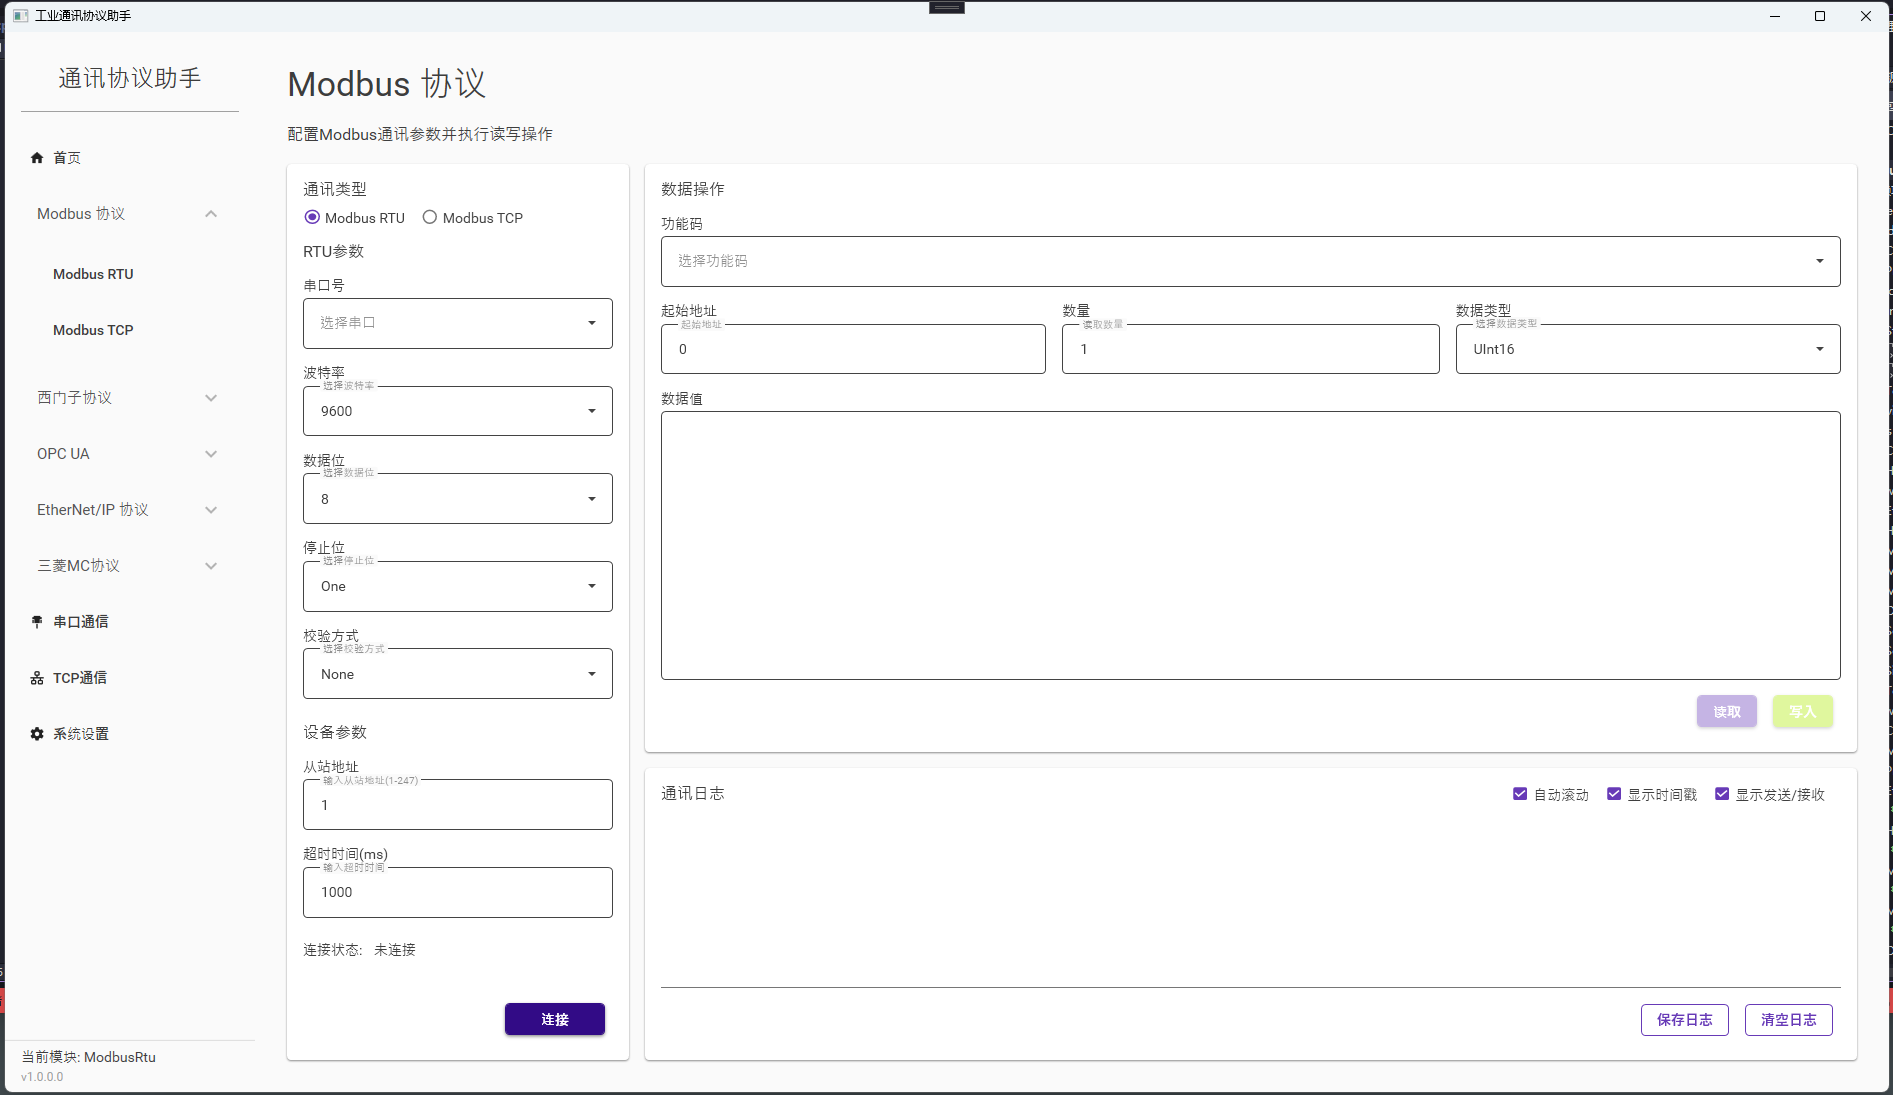 工业通讯协议助手
通讯协议助手
首页
Modbus 协议
Modbus RTU
Modbus TCP
西门子协议
OPC UA
EtherNet/IP 协议
三菱MC协议
串口通信
TCP通信
系统设置
当前模块: ModbusRtu
v1.0.0.0
Modbus 协议
配置Modbus通讯参数并执行读写操作
通讯类型
Modbus RTU
Modbus TCP
RTU参数
串口号
选择串口
波特率
选择波特率
9600
数据位
选择数据位
8
停止位
选择停止位
One
校验方式
选择校验方式
None
设备参数
从站地址
输入从站地址(1-247)
1
超时时间(ms)
输入超时时间
1000
连接状态: 未连接
连接
数据操作
功能码
选择功能码
起始地址
起始地址
0
数量
读取数量
1
数据类型
选择数据类型
UInt16
数据值
读取
写入
通讯日志
自动滚动
显示时间戳
显示发送/接收
保存日志
清空日志